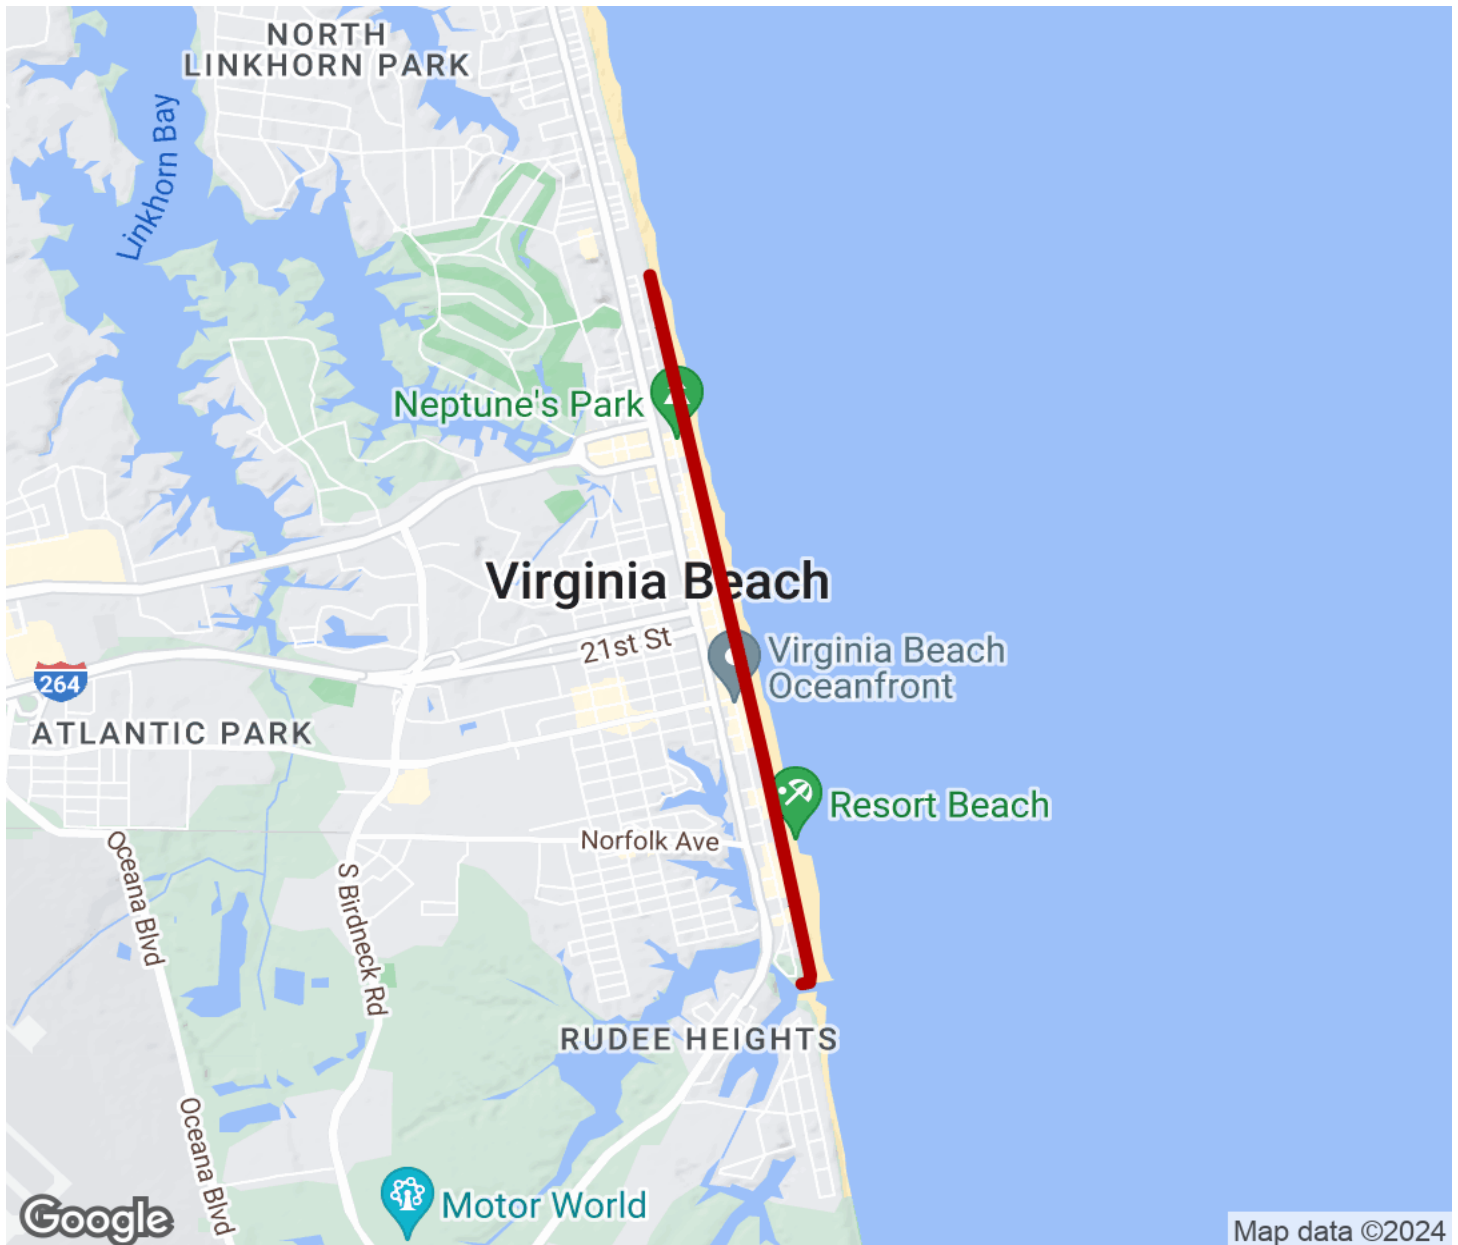 NORTH
LINKHORN PARK
Linkhorn Bay
Neptune's Park
Virginia Beach
21st St
Virginia Beach
Oceanfront
264
ATLANTIC PARK
Resort Beach
Norfolk Ave
Oceana Blvd
S Birdneck Rd
RUDEE HEIGHTS
Oceana Blvd
Motor World
Google
Map data ©2024